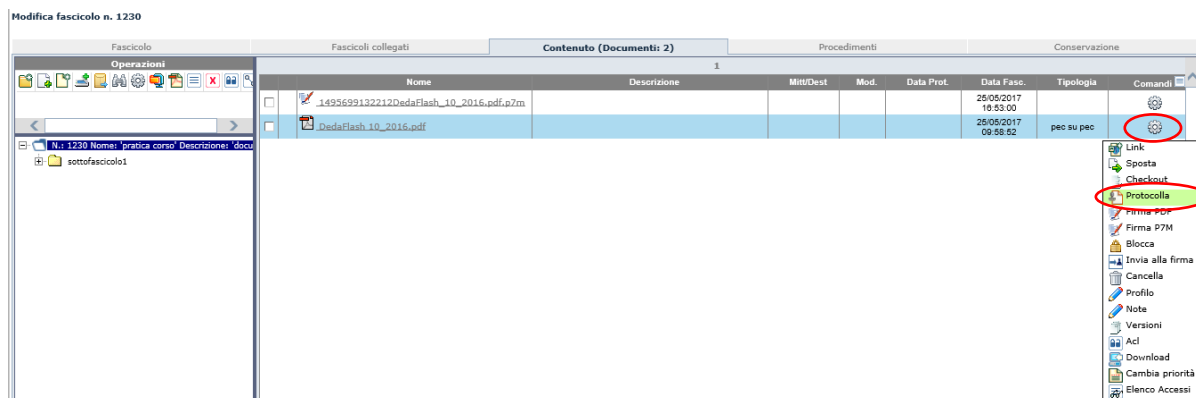 Modifica fascicolo n. 1230
Fascicolo Fascicoli collegati Contenuto (Documenti: 2) Procedimenti Conservazione
Operazioni
1
Nome Descrizione Mitt/Dest Mod. Data Prot. Data Fasc. Tipologia Comandi
1495699132212DedaFlash_10_2016.pdf.p7m 25/05/2017
16:53:00
DedaFlash 10_2016.pdf 25/05/2017 pec su pec
09:58:52
N.: 1230 Nome: 'pratica corso' Descrizione: 'docu
sottofascicolo1
Link
Sposta
Checkout
Protocolla
Firma PDF
Firma P7M
Blocca
Invia alla firma
Cancella
Profilo
Note
Versioni
Acl
Download
Cambia priorità
Elenco Accessi